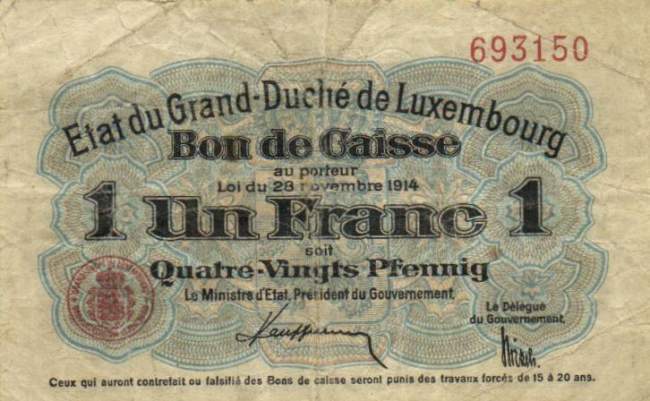 693150
Etat du Grand-Duché de Luxembourg
Bon de Caisse
au porteur
Loi du 28 novembre 1914
1 Un Franc 1
soit
Quatre-Vingts Pfennig
Le Ministre d'Etat, Président du Gouvernement,
Le Délégué
du Gouvernement,
Ceux qui auront contrefait ou falsifié des Bons de caisse seront punis des travaux forcés de 15 à 20 ans.